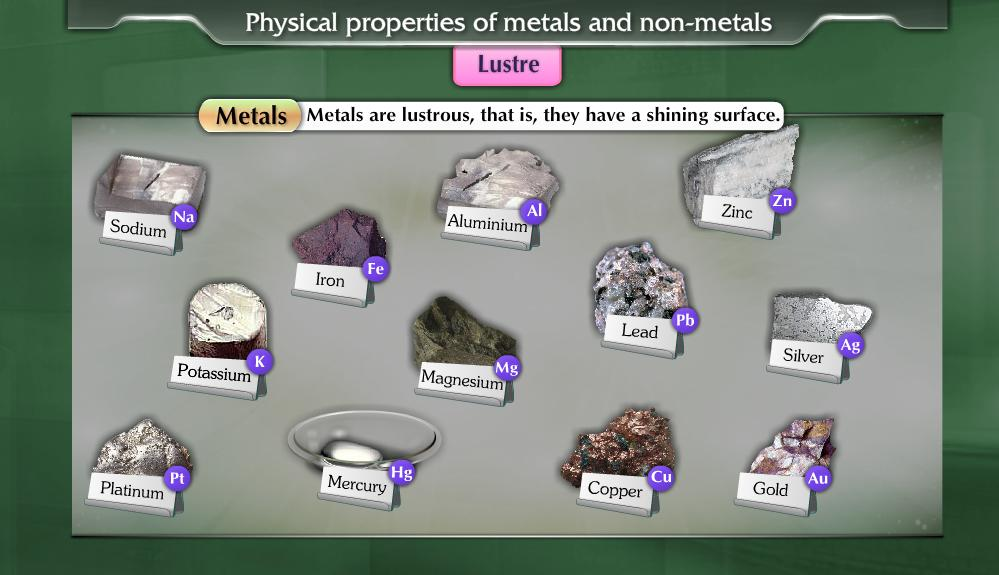 Physical properties of metals and non-metals
Lustre
Metals Metals are lustrous, that is, they have a shining surface.
Sodium Na
Aluminium Al
Zinc Zn
Iron Fe
Lead Pb
Potassium K
Magnesium Mg
Silver Ag
Platinum Pt
Mercury Hg
Copper Cu
Gold Au